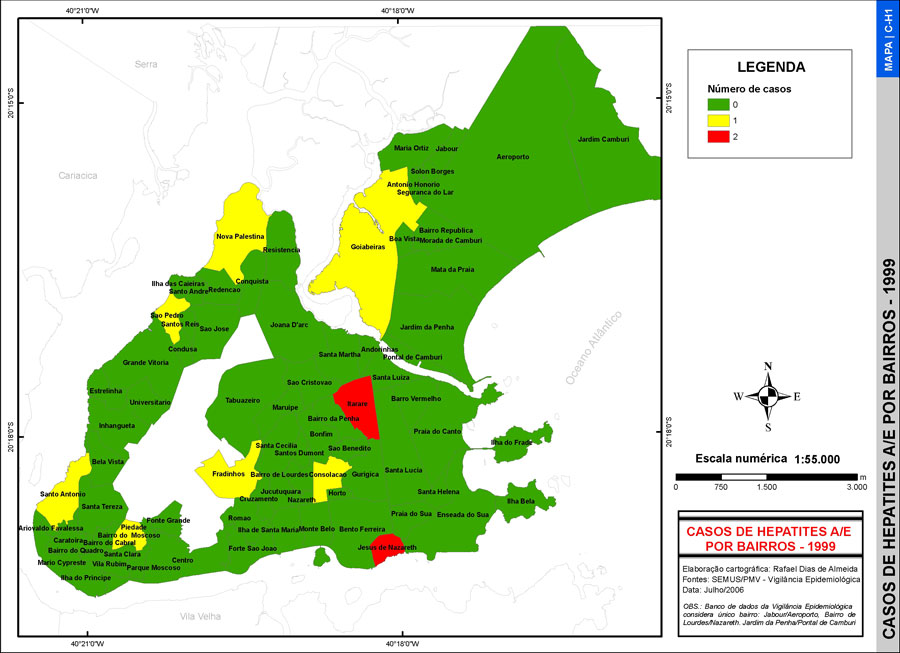 40°21'0"W
40°18'0"W
MAPA | C-H1
CASOS DE HEPATITES A/E POR BAIRROS - 1999
20°15'0"S
20°15'0"S
20°18'0"S
20°18'0"S
Serra
Cariacica
Vila Velha
Oceano Atlântico
LEGENDA
Número de casos
0
1
2
Jardim Camburi
Aeroporto
Maria Ortiz
Jabour
Solon Borges
Antonio Honorio
Seguranca do Lar
Bairro Republica
Boa Vista
Morada de Camburi
Goiabeiras
Mata da Praia
Nova Palestina
Resistencia
Conquista
Ilha das Caieiras
Santo Andre
Redencao
Sao Pedro
Santos Reis
Sao Jose
Joana D'arc
Jardim da Penha
Condusa
Andorinhas
Santa Martha
Pontal de Camburi
Grande Vitoria
Santa Luiza
Sao Cristovao
Estrelinha
Universitario
Tabuazeiro
Maruipe
Itarare
Barro Vermelho
Inhangueta
Bairro da Penha
Bonfim
Praia do Canto
Ilha do Frade
Santa Cecilia
Santos Dumont
Sao Benedito
Bela Vista
Fradinhos
Bairro de Lourdes
Consolacao
Gurigica
Santa Lucia
Santo Antonio
Jucutuquara
Cruzamento
Nazareth
Horto
Santa Helena
Ilha Bela
Santa Tereza
Romao
Praia do Sua
Enseada do Sua
Fonte Grande
Ariovaldo Favalessa
Piedade
Bairro do Moscoso
Ilha de Santa Maria
Monte Belo
Bento Ferreira
Caratoira
Bairro do Cabral
Bairro do Quadro
Santa Clara
Forte Sao Joao
Jesus de Nazareth
Mario Cypreste
Vila Rubim
Parque Moscoso
Centro
Ilha do Principe
N
W
E
S
Escala numérica 1:55.000
m
0
750
1.500
3.000
CASOS DE HEPATITES A/E
POR BAIRROS - 1999
Elaboração cartográfica: Rafael Dias de Almeida
Fontes: SEMUS/PMV - Vigilância Epidemiológica
Data: Julho/2006
OBS.: Banco de dados da Vigilância Epidemiológica
considera único bairro: Jabour/Aeroporto, Bairro de
Lourdes/Nazareth. Jardim da Penha/Pontal de Camburi
40°21'0"W
40°18'0"W